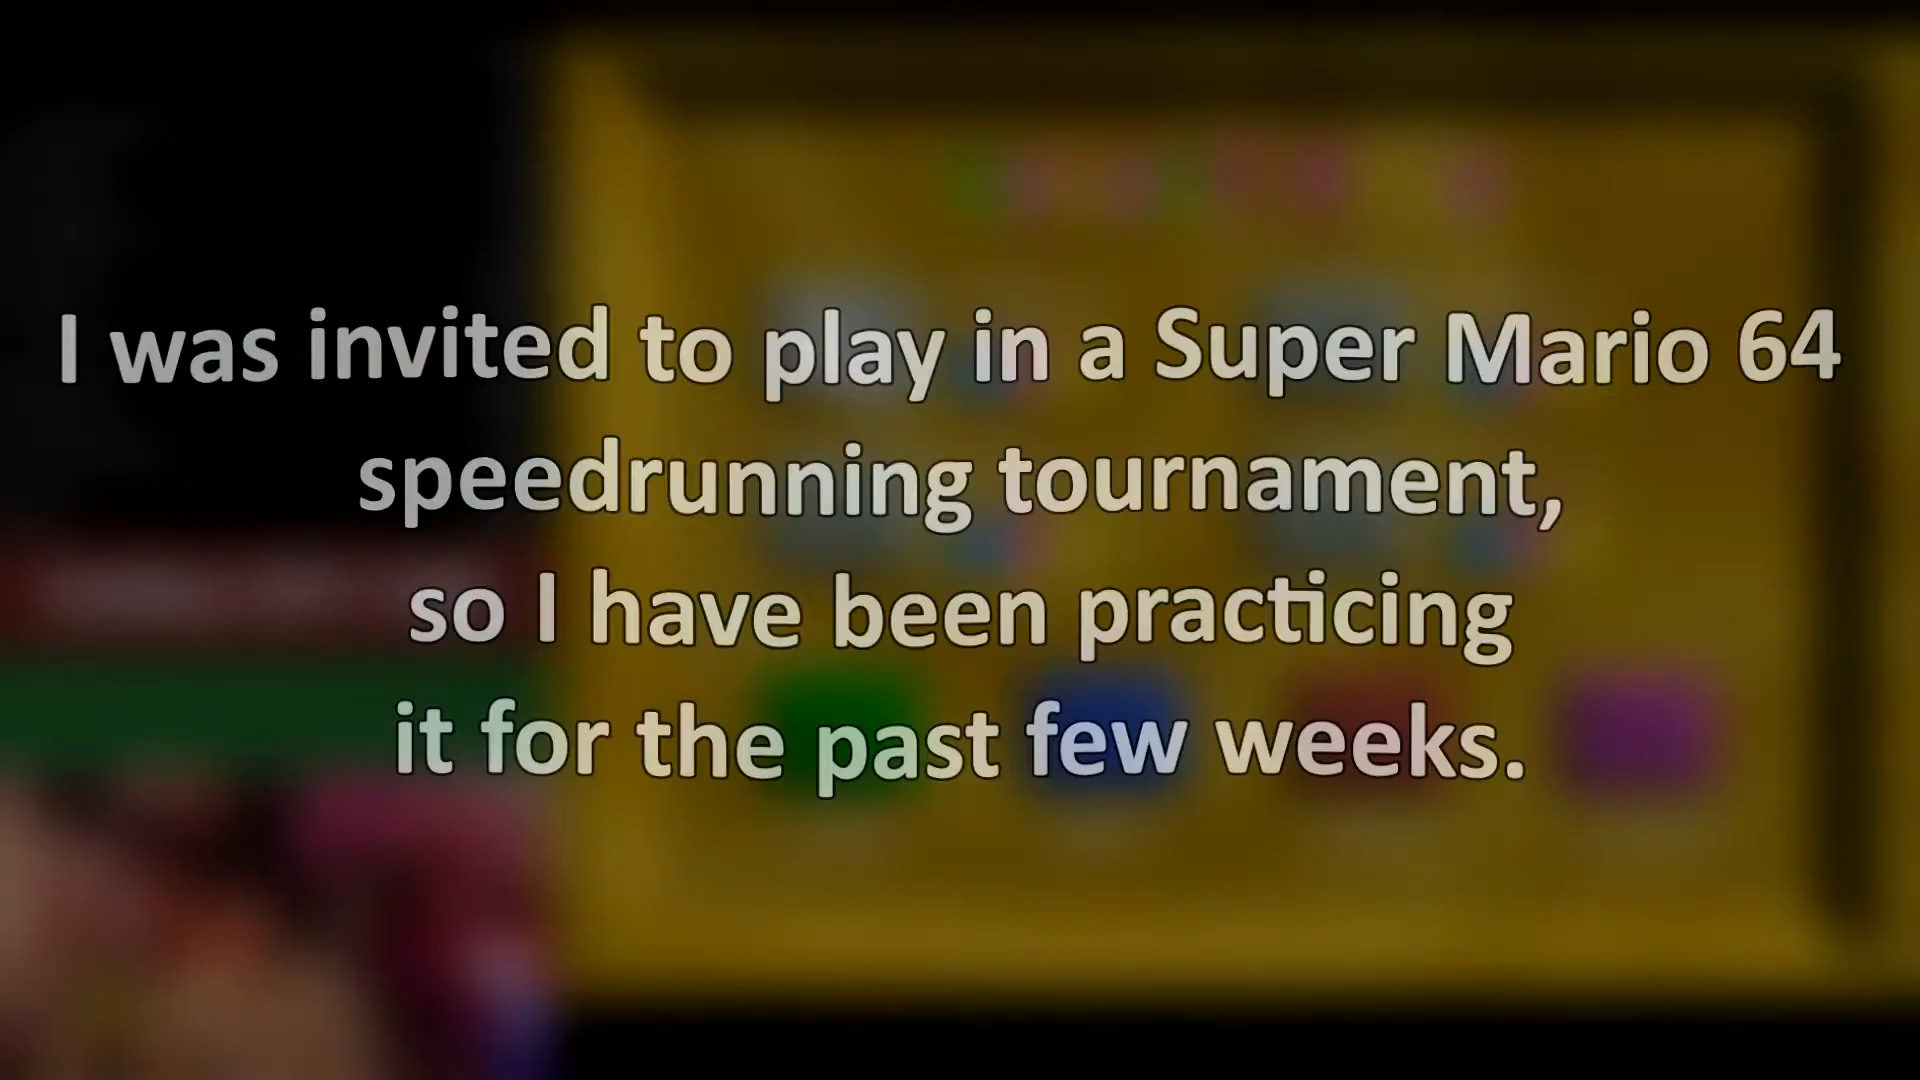 I was invited to play in a Super Mario 64
speedrunning tournament,
so I have been practicing
it for the past few weeks.